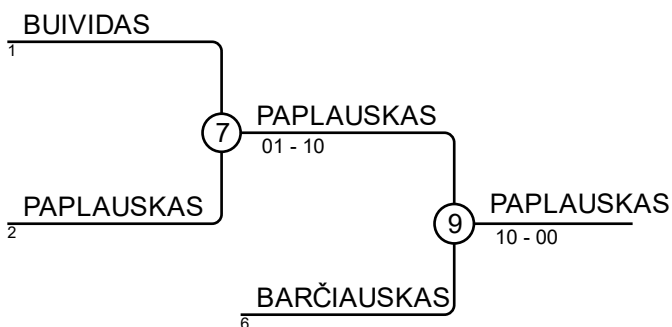 BUIVIDAS
1
7
PAPLAUSKAS
01 - 10
PAPLAUSKAS
2
9
PAPLAUSKAS
10 - 00
BARČIAUSKAS
6